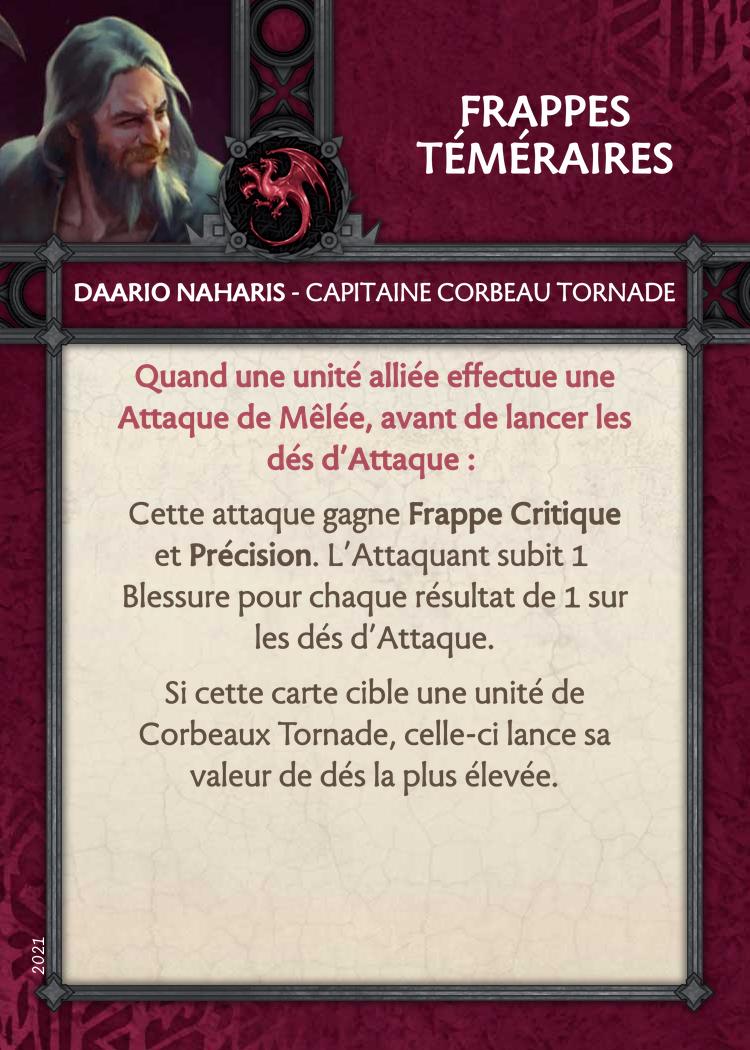 FRAPPES
TÉMÉRAIRES
DAARIO NAHARIS - CAPITAINE CORBEAU TORNADE
Quand une unité alliée effectue une
Attaque de Mêlée, avant de lancer les
dés d’Attaque :
Cette attaque gagne Frappe Critique
et Précision. L’Attaquant subit 1
Blessure pour chaque résultat de 1 sur
les dés d’Attaque.
Si cette carte cible une unité de
Corbeaux Tornade, celle-ci lance sa
valeur de dés la plus élevée.
2021